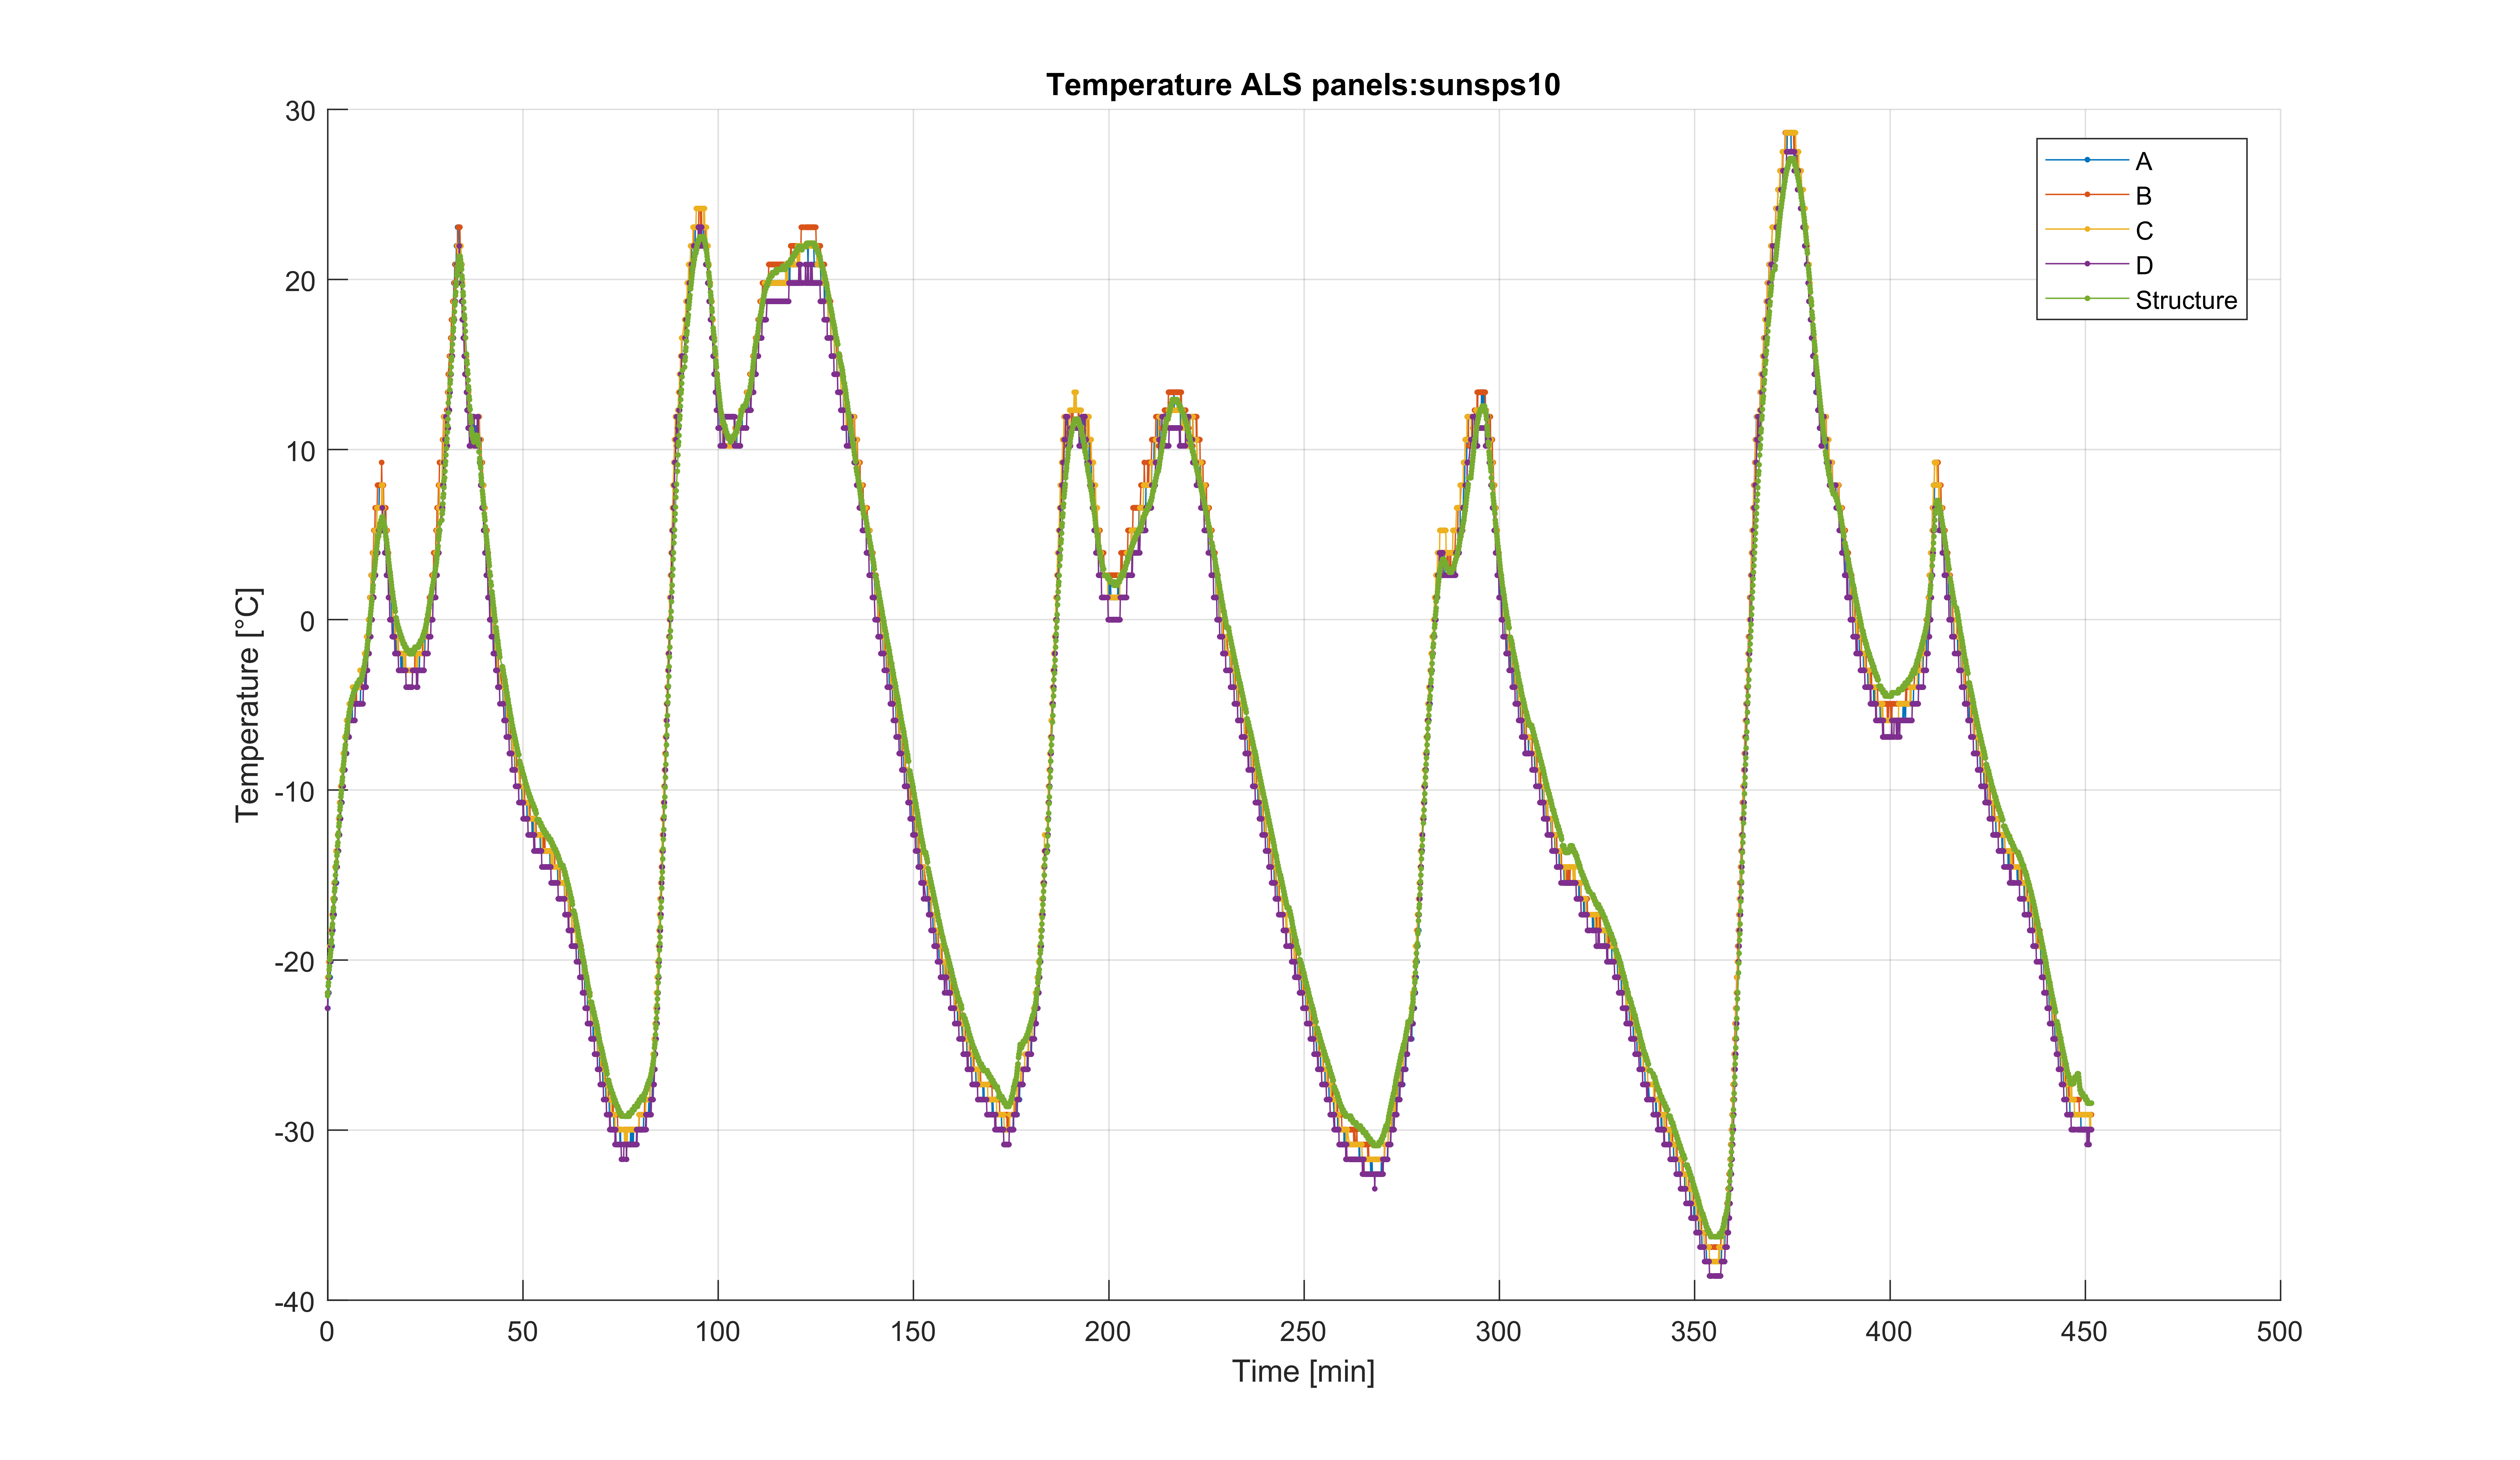 Temperature ALS panels:sunsps10
30
20
10
0
-10
-20
-30
-40
Temperature [°C]
0 50 100 150 200 250 300 350 400 450 500
Time [min]
A
B
C
D
Structure